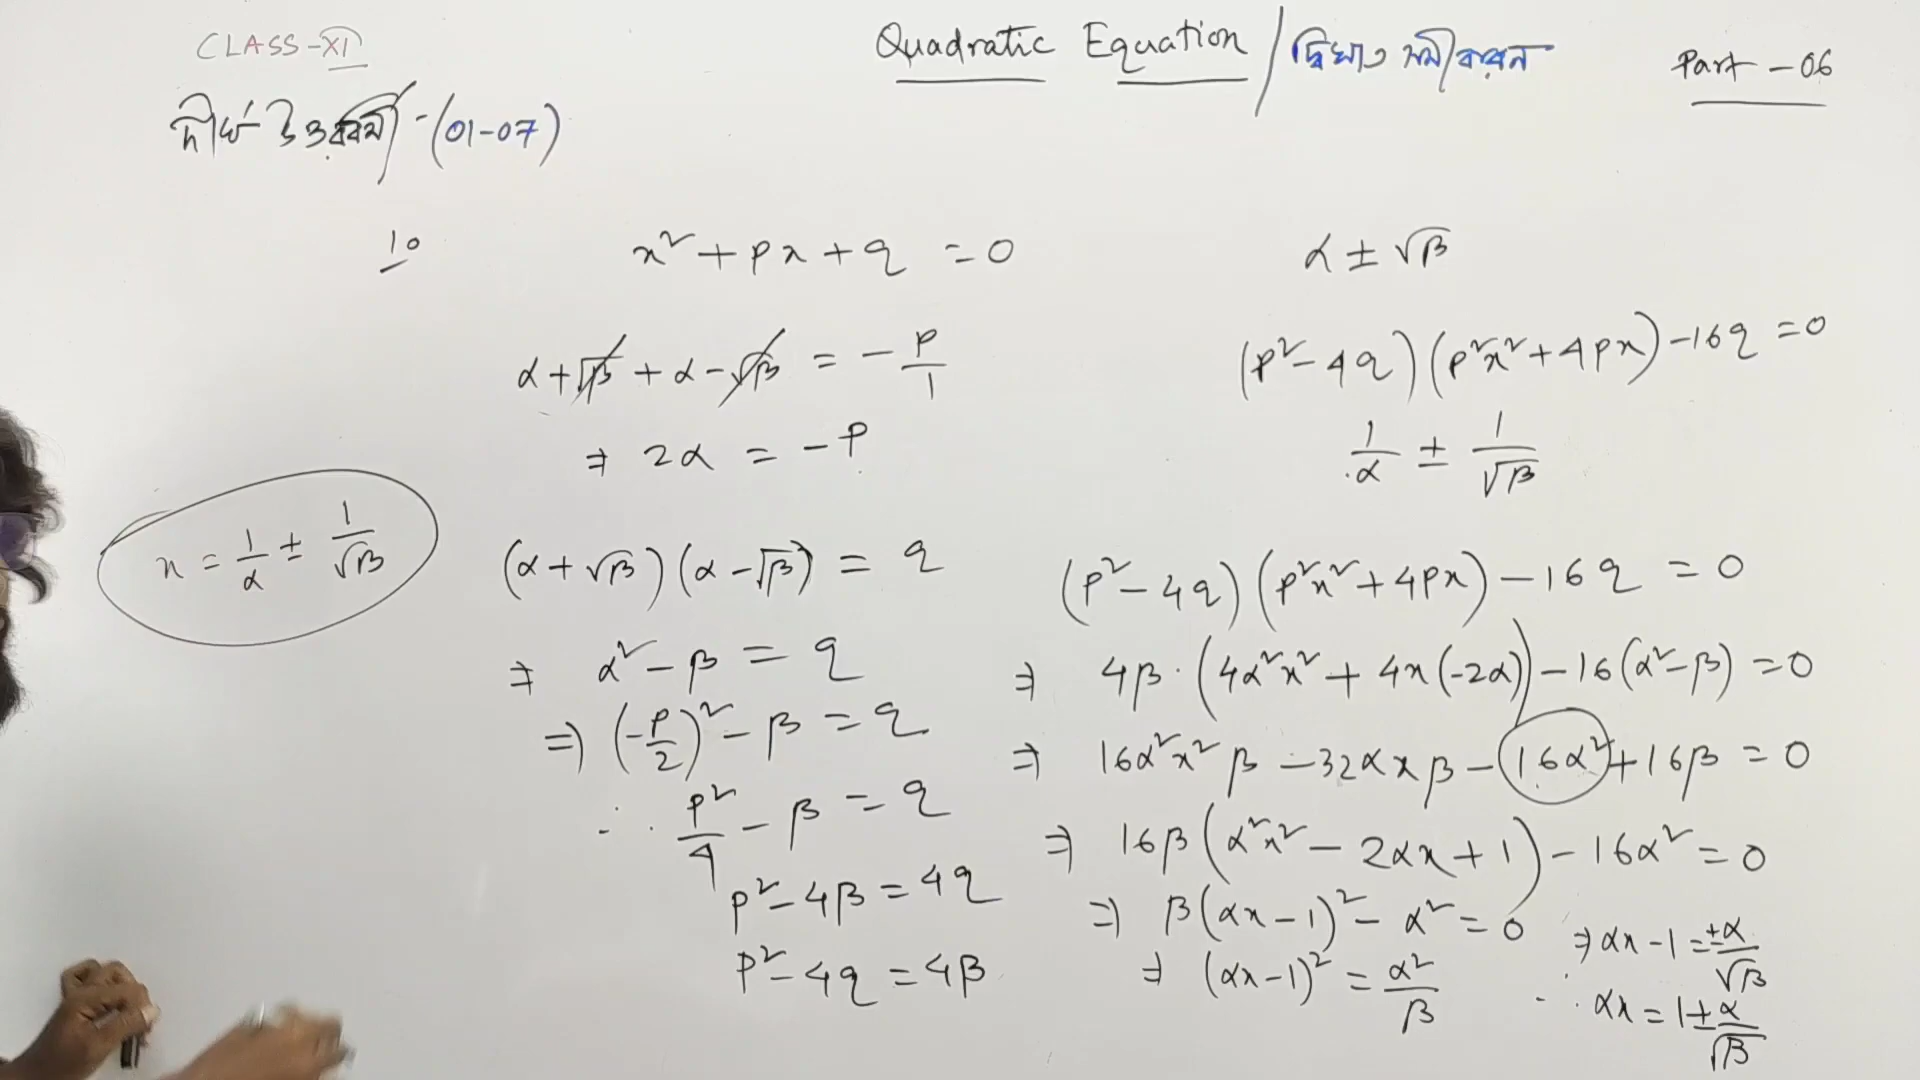 CLASS-XI
Quadratic Equation / দ্বিঘাত সমীকরন
Part - 06
দীর্ঘ উত্তরধর্মী - (01-07)
10
x² + px + q = 0
α ± √β
α + √β + α - √β = - p/1
(p² - 4q)(p²x² + 4px) - 16q = 0
⇒ 2α = - p
1/α ± 1/√β
x = 1/α ± 1/√β
(α + √β)(α - √β) = q
⇒ α² - β = q
⇒ (-p/2)² - β = q
∴ p²/4 - β = q
p² - 4β = 4q
p² - 4q = 4β
(p² - 4q)(p²x² + 4px) - 16q = 0
⇒ 4β · (4α²x² + 4x(-2α)) - 16(α² - β) = 0
⇒ 16α²x²β - 32αxβ - 16α² + 16β = 0
⇒ 16β(α²x² - 2αx + 1) - 16α² = 0
⇒ β(αx - 1)² - α² = 0
⇒ (αx - 1)² = α²/β
⇒ αx - 1 = ±α/√β
∴ αx = 1 ± α/√β